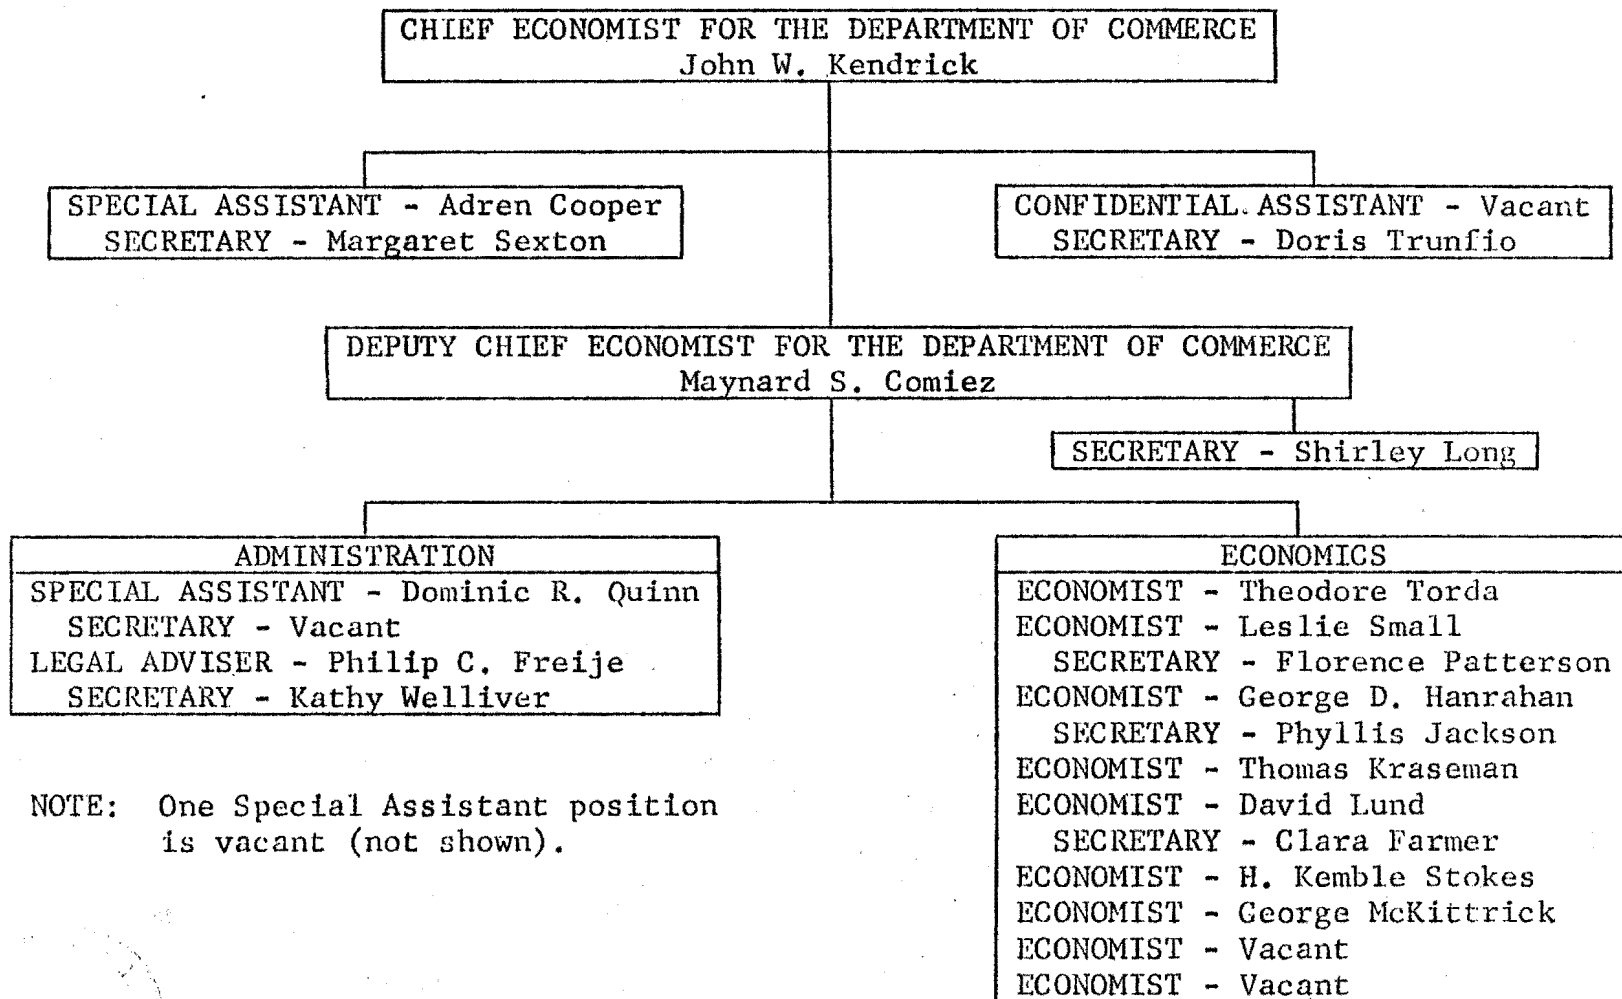 CHIEF ECONOMIST FOR THE DEPARTMENT OF COMMERCE
John W. Kendrick
SPECIAL ASSISTANT - Adren Cooper
SECRETARY - Margaret Sexton
CONFIDENTIAL ASSISTANT - Vacant
SECRETARY - Doris Trunfio
DEPUTY CHIEF ECONOMIST FOR THE DEPARTMENT OF COMMERCE
Maynard S. Comiez
SECRETARY - Shirley Long
ADMINISTRATION
SPECIAL ASSISTANT - Dominic R. Quinn
SECRETARY - Vacant
LEGAL ADVISER - Philip C. Freije
SECRETARY - Kathy Welliver
NOTE: One Special Assistant position
is vacant (not shown).
ECONOMICS
ECONOMIST - Theodore Torda
ECONOMIST - Leslie Small
SECRETARY - Florence Patterson
ECONOMIST - George D. Hanrahan
SECRETARY - Phyllis Jackson
ECONOMIST - Thomas Kraseman
ECONOMIST - David Lund
SECRETARY - Clara Farmer
ECONOMIST - H. Kemble Stokes
ECONOMIST - George McKittrick
ECONOMIST - Vacant
ECONOMIST - Vacant